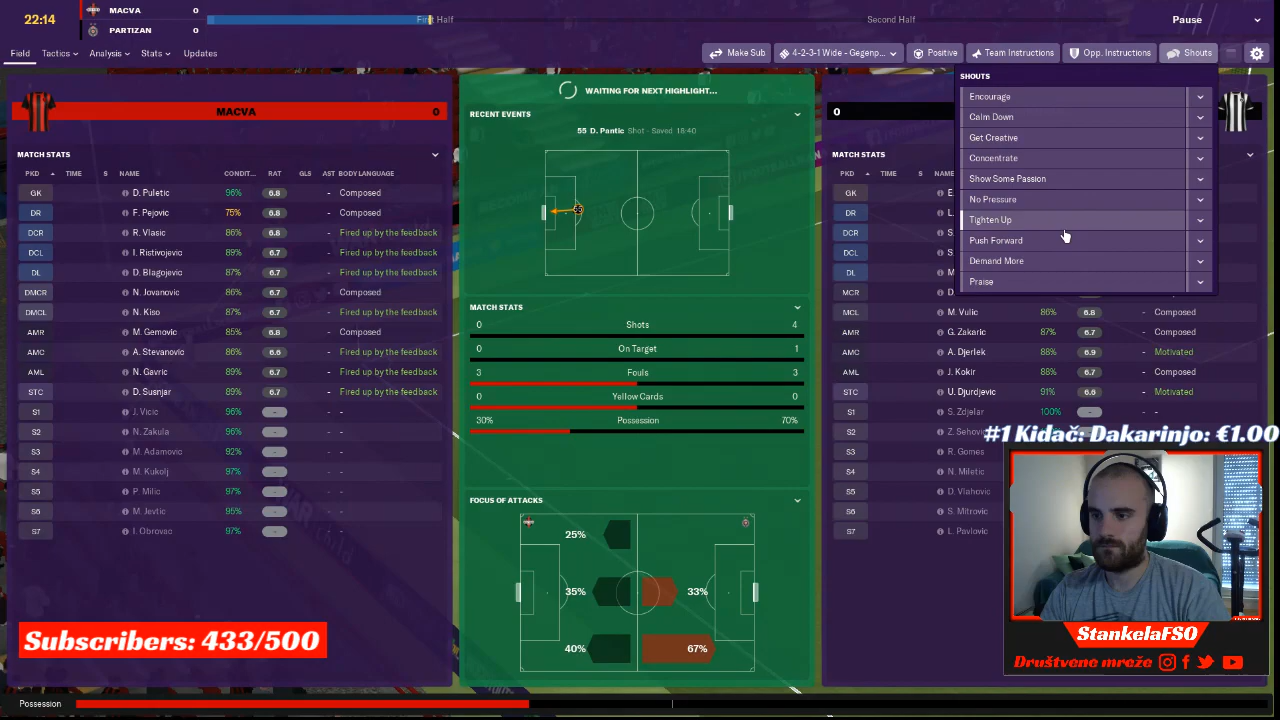 22:14
MACVA 0
PARTIZAN 0
First Half
Second Half
Pause
Field Tactics Analysis Stats Updates
Make Sub
4-2-3-1 Wide - Gegenp...
Positive
Team Instructions
Opp. Instructions
Shouts
SHOUTS
Encourage
Calm Down
Get Creative
Concentrate
Show Some Passion
No Pressure
Tighten Up
Push Forward
Demand More
Praise
MACVA 0
MATCH STATS
PKD TIME S NAME CONDIT... RAT GLS AST BODY LANGUAGE
GK D. Puletic 96% 6.8 - Composed
DR F. Pejovic 75% 6.8 - Composed
DCR R. Vlasic 86% 6.8 - Fired up by the feedback
DCL I. Ristivojevic 89% 6.7 - Fired up by the feedback
DL D. Blagojevic 87% 6.7 - Fired up by the feedback
DMCR N. Jovanovic 86% 6.7 - Composed
DMCL N. Kiso 87% 6.7 - Fired up by the feedback
AMR M. Gemovic 85% 6.8 - Composed
AMC A. Stevanovic 86% 6.6 - Fired up by the feedback
AML N. Gavric 89% 6.7 - Fired up by the feedback
STC D. Susnjar 89% 6.7 - Fired up by the feedback
S1 J. Vicic 96% - - -
S2 N. Zakula 96% - - -
S3 M. Adamovic 92% - - -
S4 M. Kukolj 97% - - -
S5 P. Milic 97% - - -
S6 M. Jevtic 95% - - -
S7 I. Obrovac 97% - - -
WAITING FOR NEXT HIGHLIGHT...
RECENT EVENTS
55 D. Pantic Shot - Saved 18:40
55
MATCH STATS
0 Shots 4
0 On Target 1
3 Fouls 3
0 Yellow Cards 0
30% Possession 70%
FOCUS OF ATTACKS
25%
35% 33%
40% 67%
0
MATCH STATS
PKD TIME S NAME
GK E.
DR L.
DCR S.
DCL S.
DL M
MCR D.
MCL M. Vulic 86% 6.8 - Composed
AMR G. Zakaric 87% 6.7 - Composed
AMC A. Djerlek 88% 6.9 - Motivated
AML J. Kokir 88% 6.7 - Composed
STC U. Djurdjevic 91% 6.6 - Motivated
S1 S. Zdjelar 100% - - -
S2 Z. Sehov
S3 R. Gomes
S4 N. Miletic
S5 D. Vlahovic
S6 S. Mitrovic
S7 L. Pavlovic
#1 Kidač: Dakarinjo: €1.00
StankelaFSO
Društvene mreže
Subscribers: 433/500
Possession